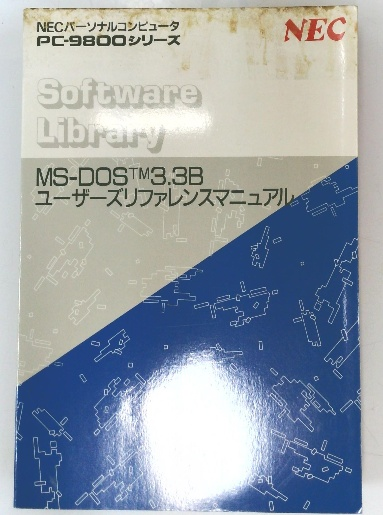 NECパーソナルコンピュータ
PC-9800シリーズ
NEC
Software
Library
MS-DOS™3.3B
ユーザーズリファレンスマニュアル